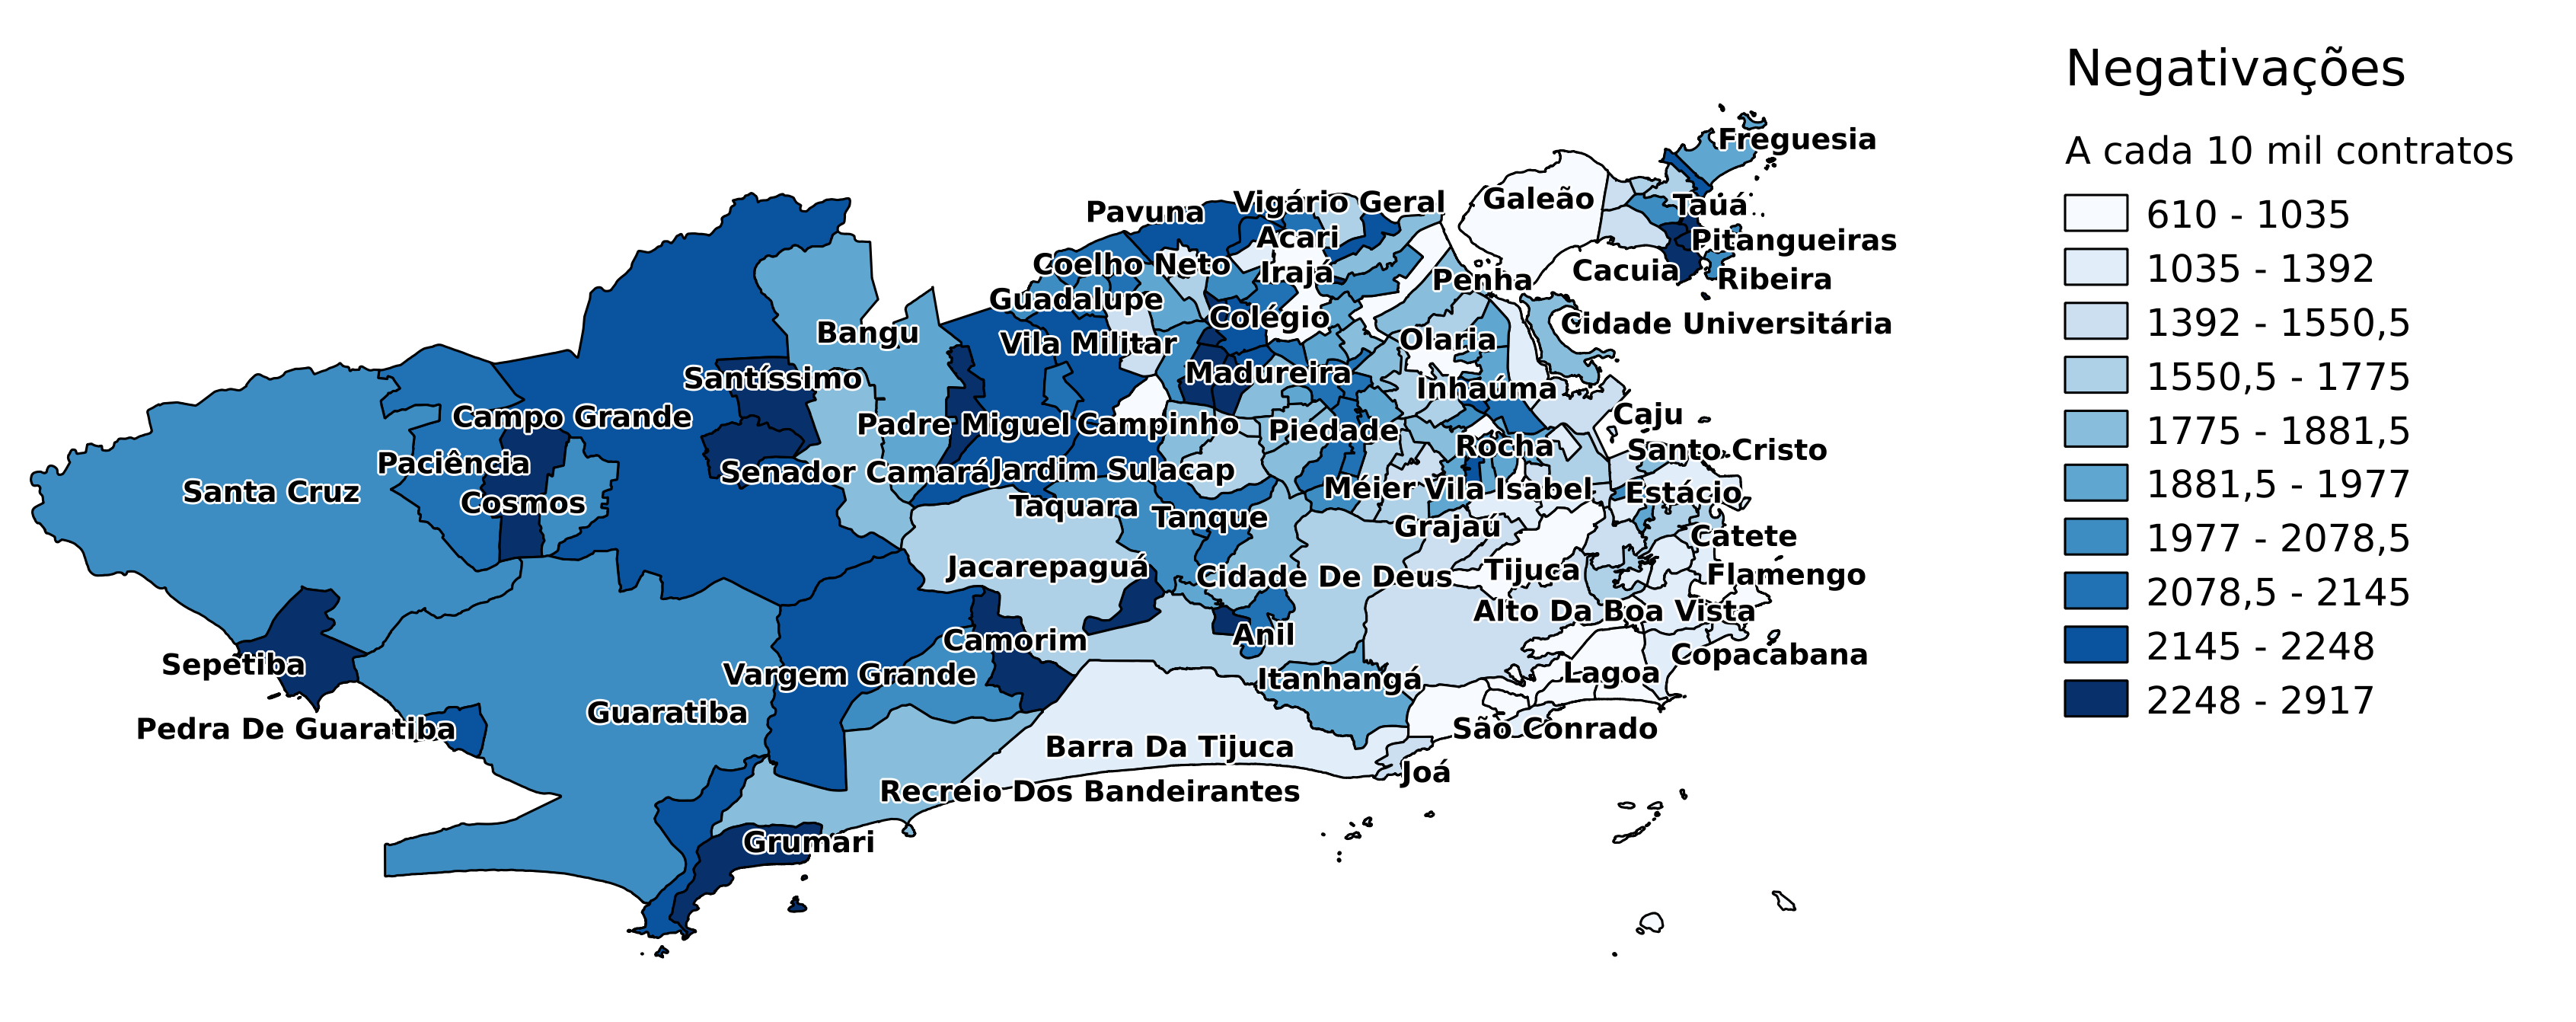 Negativações
A cada 10 mil contratos
610 - 1035
1035 - 1392
1392 - 1550,5
1550,5 - 1775
1775 - 1881,5
1881,5 - 1977
1977 - 2078,5
2078,5 - 2145
2145 - 2248
2248 - 2917
Freguesia
Galeão
Vigário Geral
Tauá
Pavuna
Acari
Pitangueiras
Coelho Neto
Irajá
Penha
Cacuia
Ribeira
Guadalupe
Colégio
Cidade Universitária
Bangu
Vila Militar
Olaria
Santíssimo
Madureira
Inhaúma
Campo Grande
Padre Miguel
Campinho
Piedade
Caju
Rocha
Santo Cristo
Paciência
Senador Camará
Jardim Sulacap
Santa Cruz
Méier
Vila Isabel
Estácio
Cosmos
Taquara
Tanque
Grajaú
Catete
Jacarepaguá
Cidade De Deus
Tijuca
Flamengo
Alto Da Boa Vista
Camorim
Anil
Sepetiba
Vargem Grande
Itanhangá
Lagoa
Copacabana
Guaratiba
Pedra De Guaratiba
São Conrado
Barra Da Tijuca
Joá
Recreio Dos Bandeirantes
Grumari